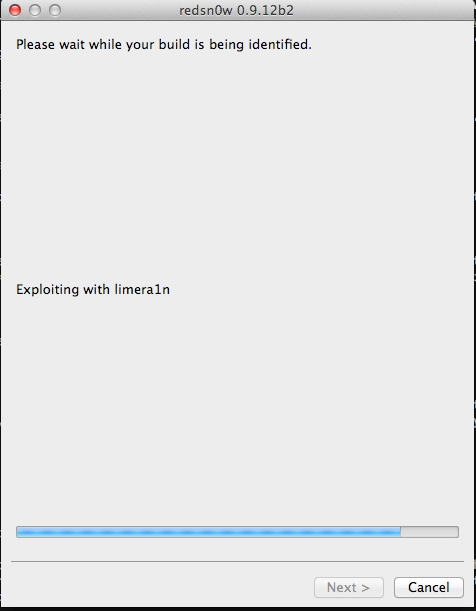 redsn0w 0.9.12b2
Please wait while your build is being identified.
Exploiting with limera1n
Next >
Cancel